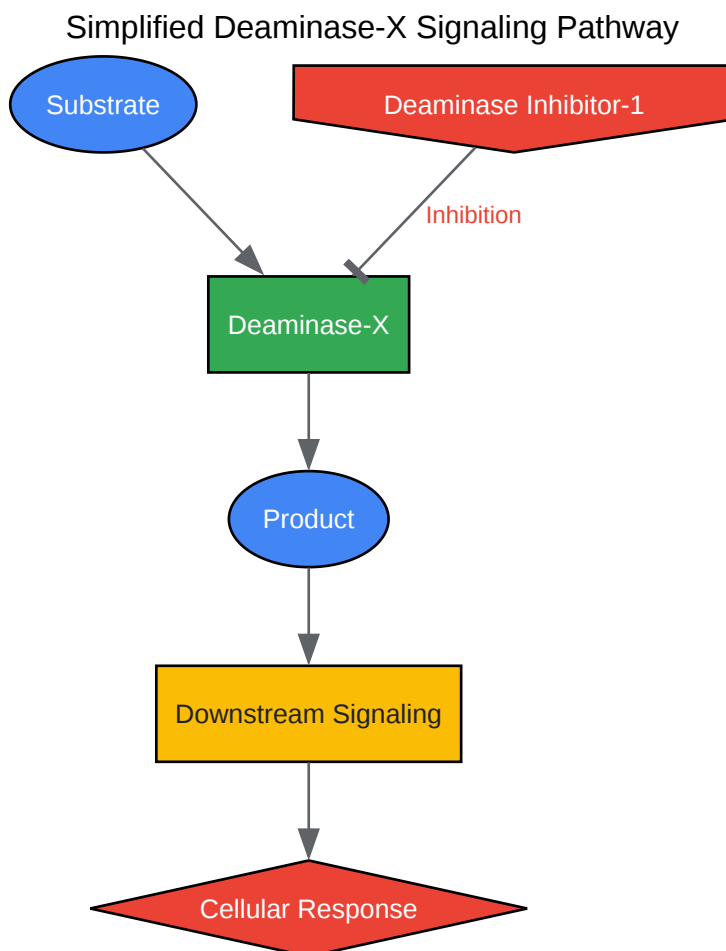 Simplified Deaminase-X Signaling Pathway
Substrate
Deaminase Inhibitor-1
Inhibition
Deaminase-X
Product
Downstream Signaling
Cellular Response